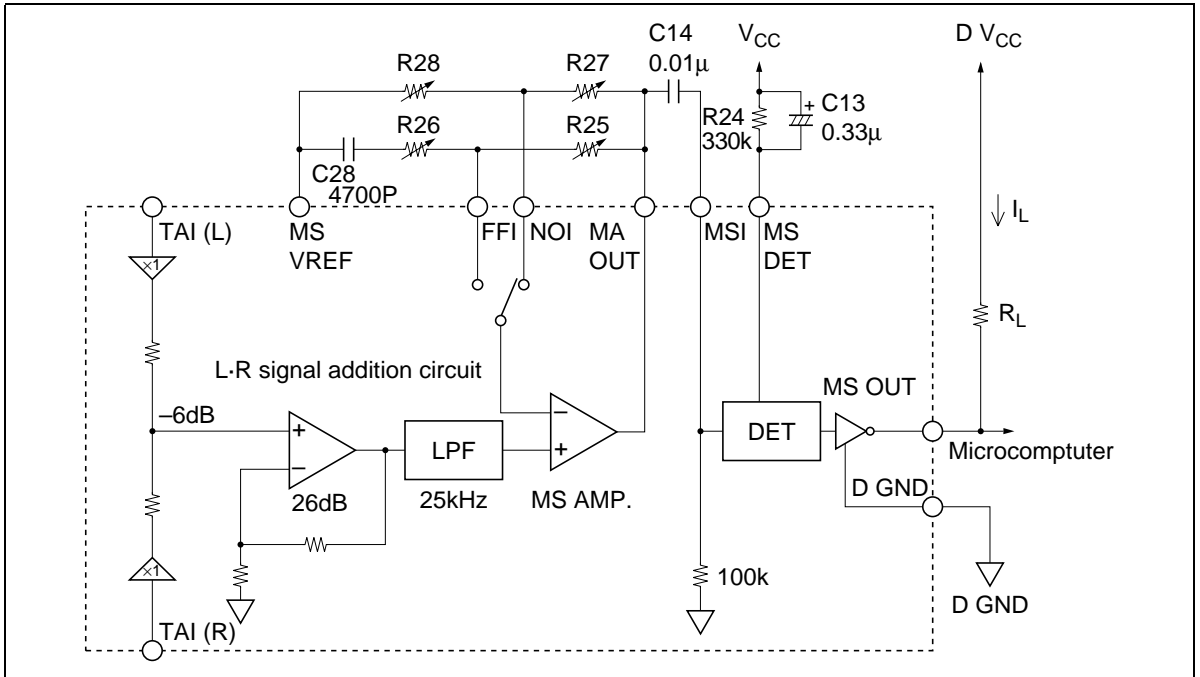 C14
0.01μ
VCC
D VCC
R28
R27
R24
330k
+
C13
0.33μ
R26
R25
C28
4700P
TAI (L)
MS
VREF
FFI
NOI
MA
OUT
MSI
MS
DET
IL
×1
RL
L·R signal addition circuit
MS OUT
–6dB
+
–
26dB
LPF
25kHz
–
+
MS AMP.
DET
Microcomptuter
D GND
×1
100k
D GND
TAI (R)